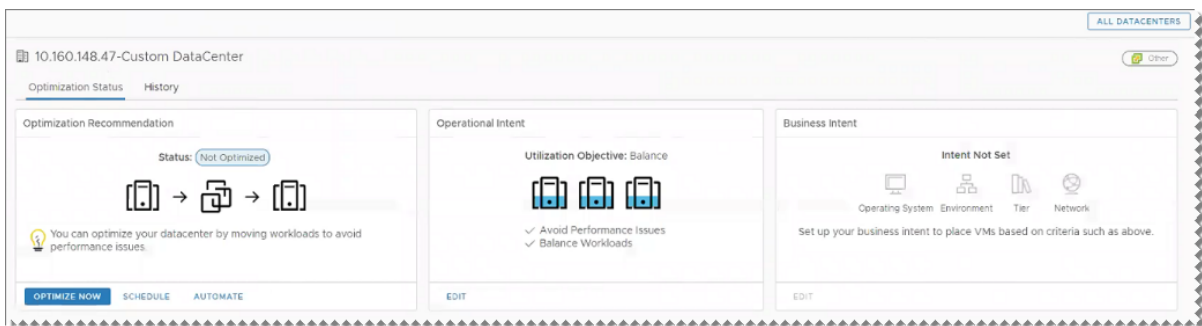 ALL DATACENTERS
10.160.148.47-Custom DataCenter
Other
Optimization Status History
Optimization Recommendation
Status: Not Optimized
You can optimize your datacenter by moving workloads to avoid
performance issues.
OPTIMIZE NOW SCHEDULE AUTOMATE
Operational Intent
Utilization Objective: Balance
Avoid Performance Issues
Balance Workloads
EDIT
Business Intent
Intent Not Set
Operating System Environment Tier Network
Set up your business intent to place VMs based on criteria such as above.
EDIT